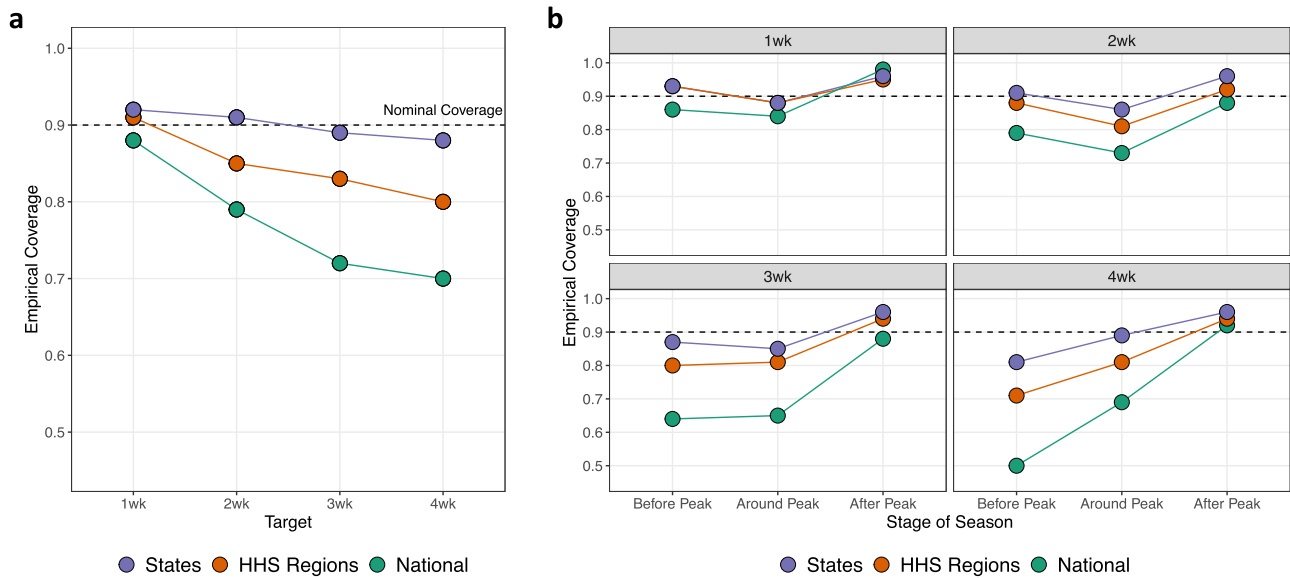 a
Empirical Coverage
1.0
0.9
0.8
0.7
0.6
0.5
Nominal Coverage
1wk 2wk 3wk 4wk
Target
States HHS Regions National
b
Empirical Coverage
1wk 2wk
1.0
0.9
0.8
0.7
0.6
0.5
3wk 4wk
1.0
0.9
0.8
0.7
0.6
0.5
Before Peak Around Peak After Peak Before Peak Around Peak After Peak
Stage of Season
States HHS Regions National